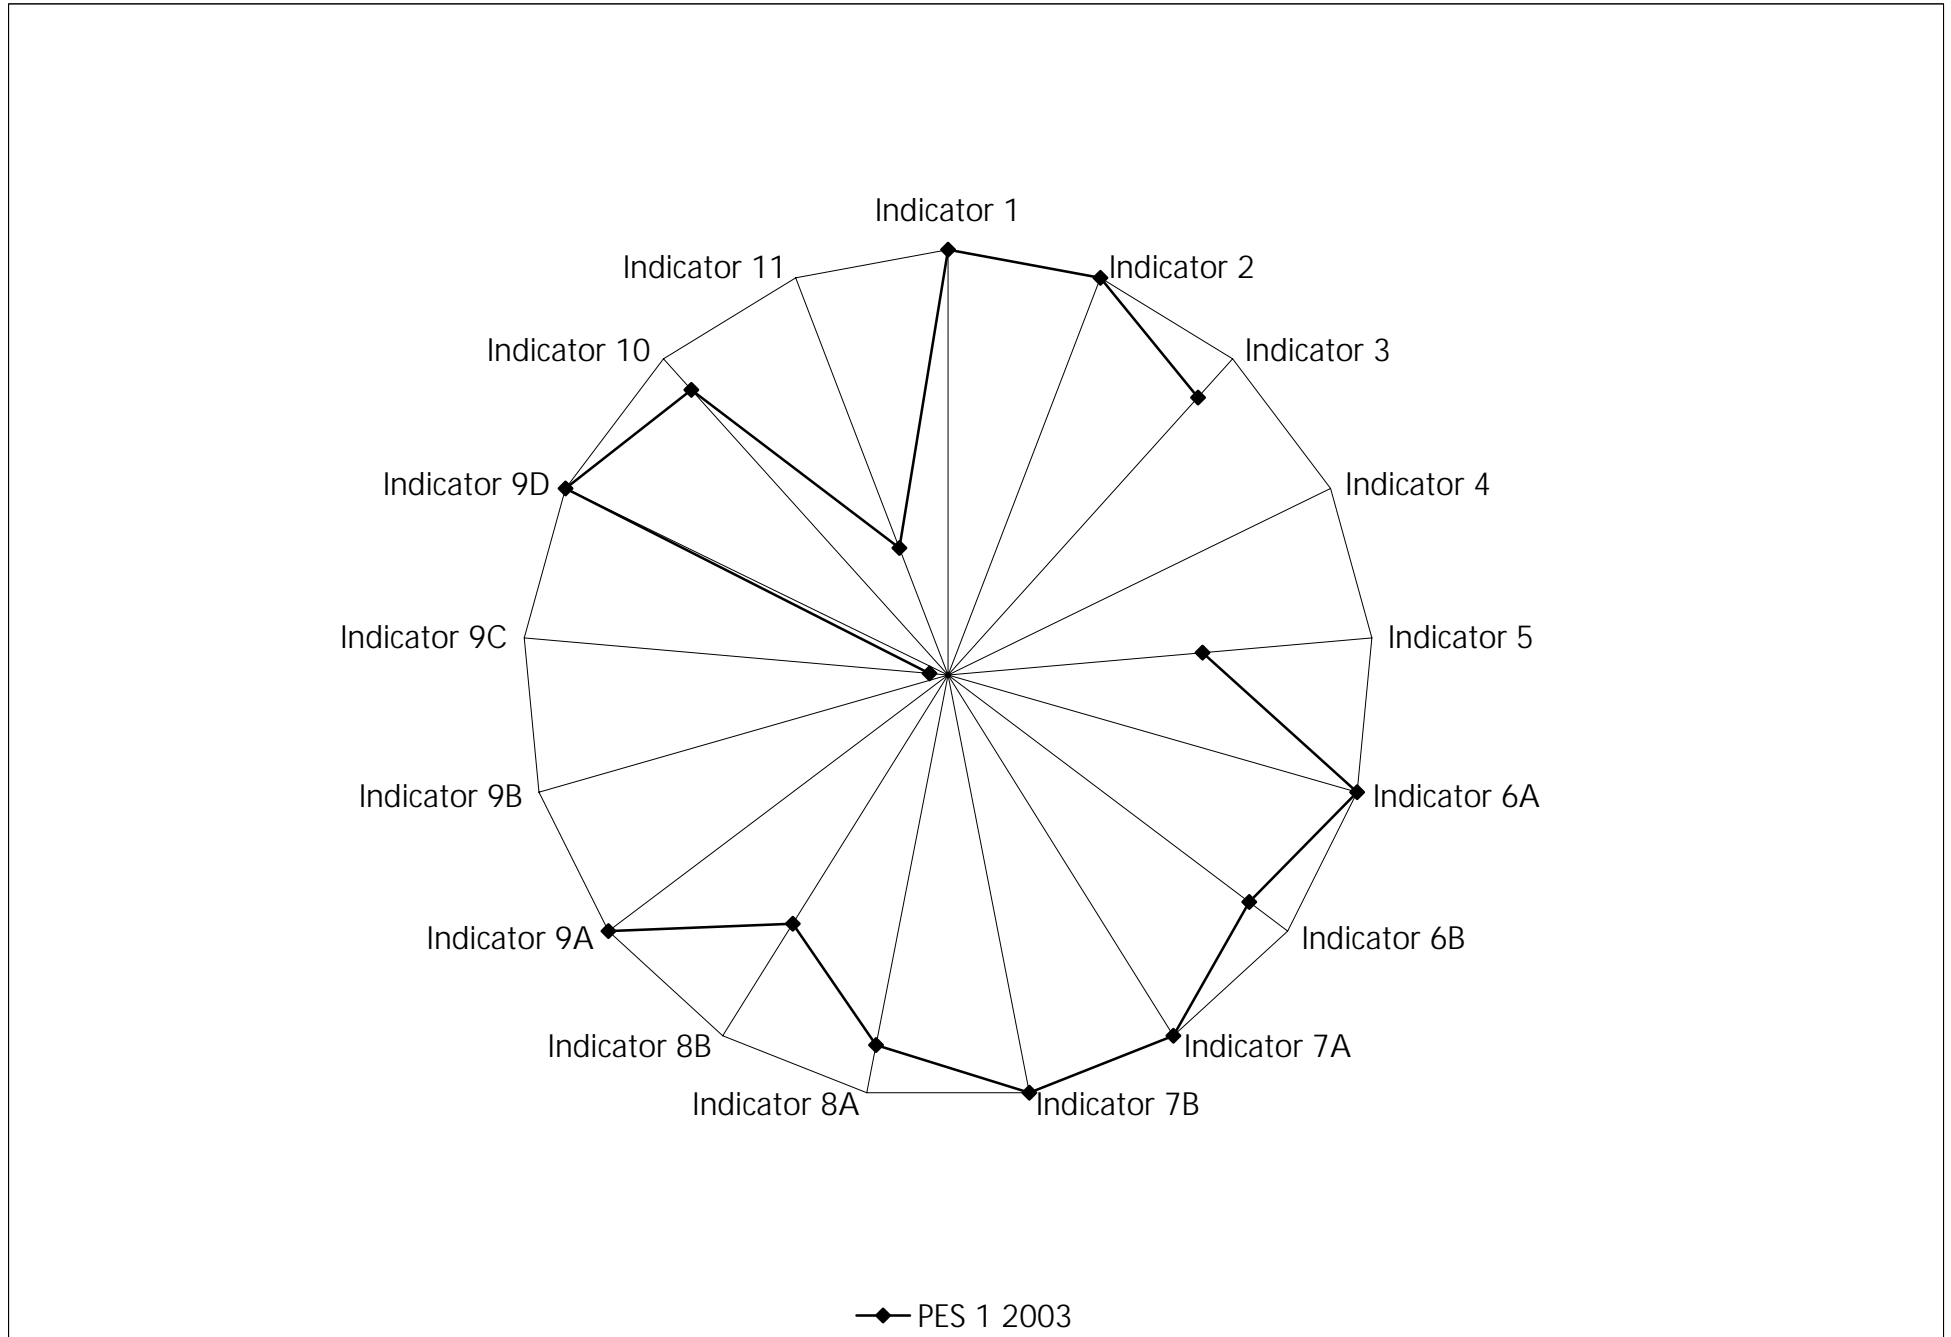 Indicator 1
Indicator 2
Indicator 3
Indicator 4
Indicator 5
Indicator 6A
Indicator 6B
Indicator 7A
Indicator 7B
Indicator 8A
Indicator 8B
Indicator 9A
Indicator 9B
Indicator 9C
Indicator 9D
Indicator 10
Indicator 11
PES 1 2003